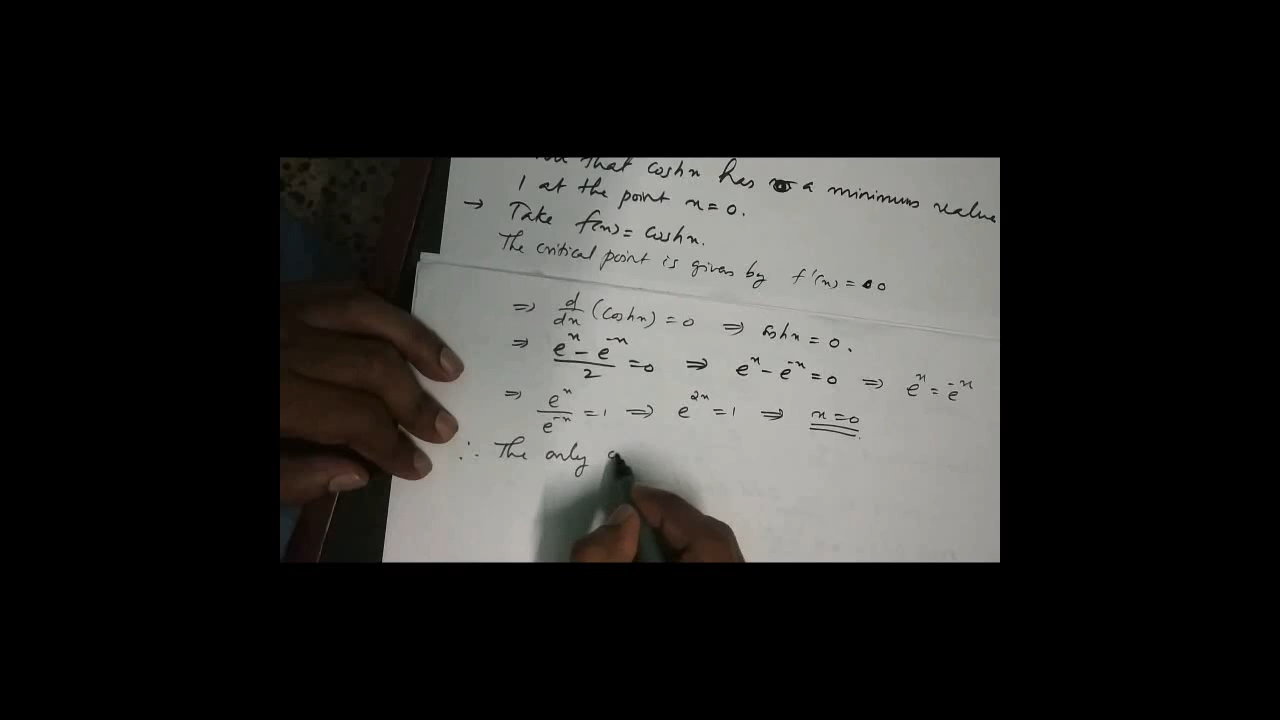 that coshx has a minimum value
1 at the point x=0.
→ Take f(x) = coshx.
The critical point is given by f'(x) = 0
⇒ d/dx (coshx) = 0 ⇒ sinhx = 0.
⇒ (e^x - e^-x)/2 = 0 ⇒ e^x - e^-x = 0 ⇒ e^x = e^-x
⇒ e^x/e^-x = 1 ⇒ e^2x = 1 ⇒ x=0
∴ The only